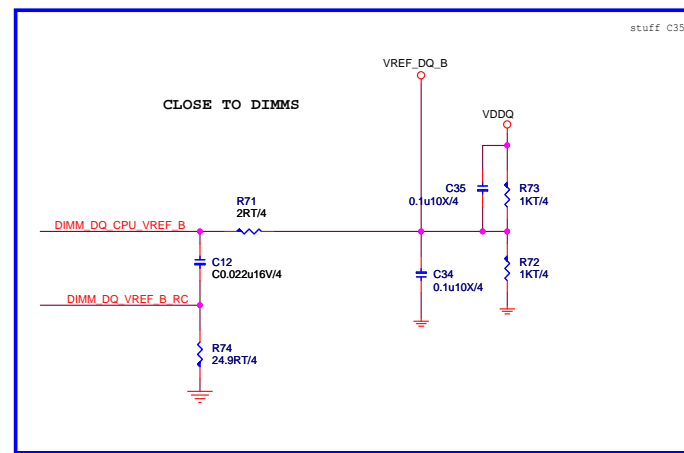 stuff C35
VREF_DQ_B
CLOSE TO DIMMS
VDDQ
C35
0.1u10X/4
R73
1KT/4
R71
2RT/4
DIMM_DQ_CPU_VREF_B
C12
C0.022u16V/4
C34
0.1u10X/4
R72
1KT/4
DIMM_DQ_VREF_B_RC
R74
24.9RT/4